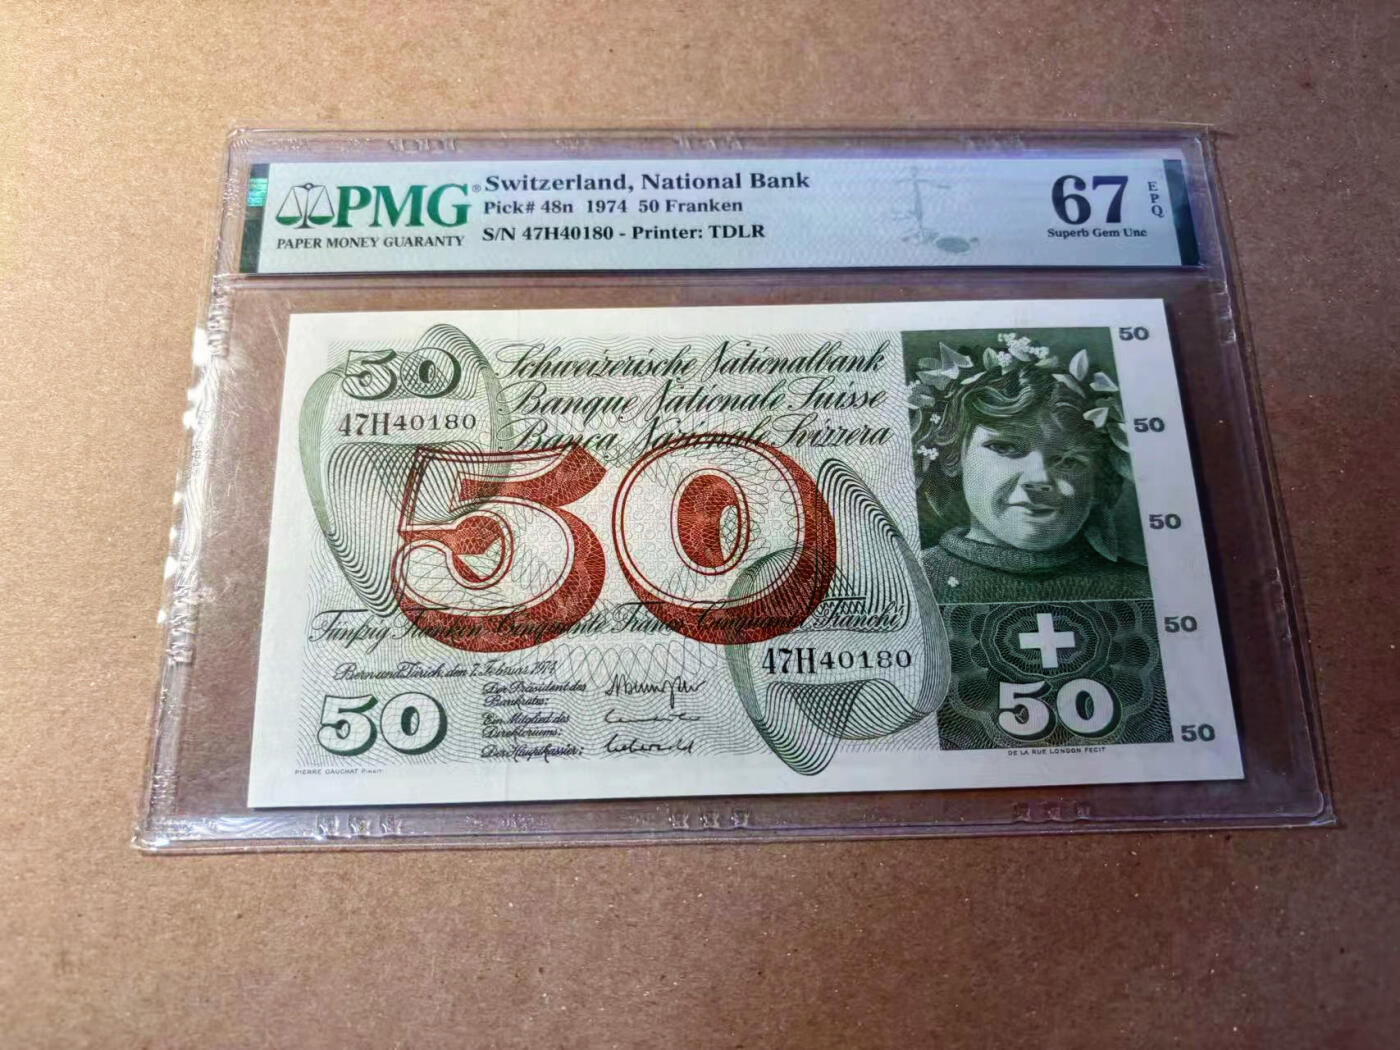 PMG®
PAPER MONEY GUARANTY
Switzerland, National Bank
Pick# 48n 1974 50 Franken
S/N 47H40180 - Printer: TDLR
67
EPQ
Superb Gem Unc
50
47H40180
Schweizerische Nationalbank
Banque Nationale Suisse
Banca Nazionale Svizzera
50
50
50
50
50
50
Fünfzig Franken Cinquante Francs Cinquanta Franchi
47H40180
Bern und Zürich, den 7. Februar 1974
Der Präsident des
Bankrates:
Ein Mitglied des
Direktoriums:
Der Hauptkassier:
50
50
PIERRE GAUCHAT PINXIT
DE LA RUE LONDON FECIT